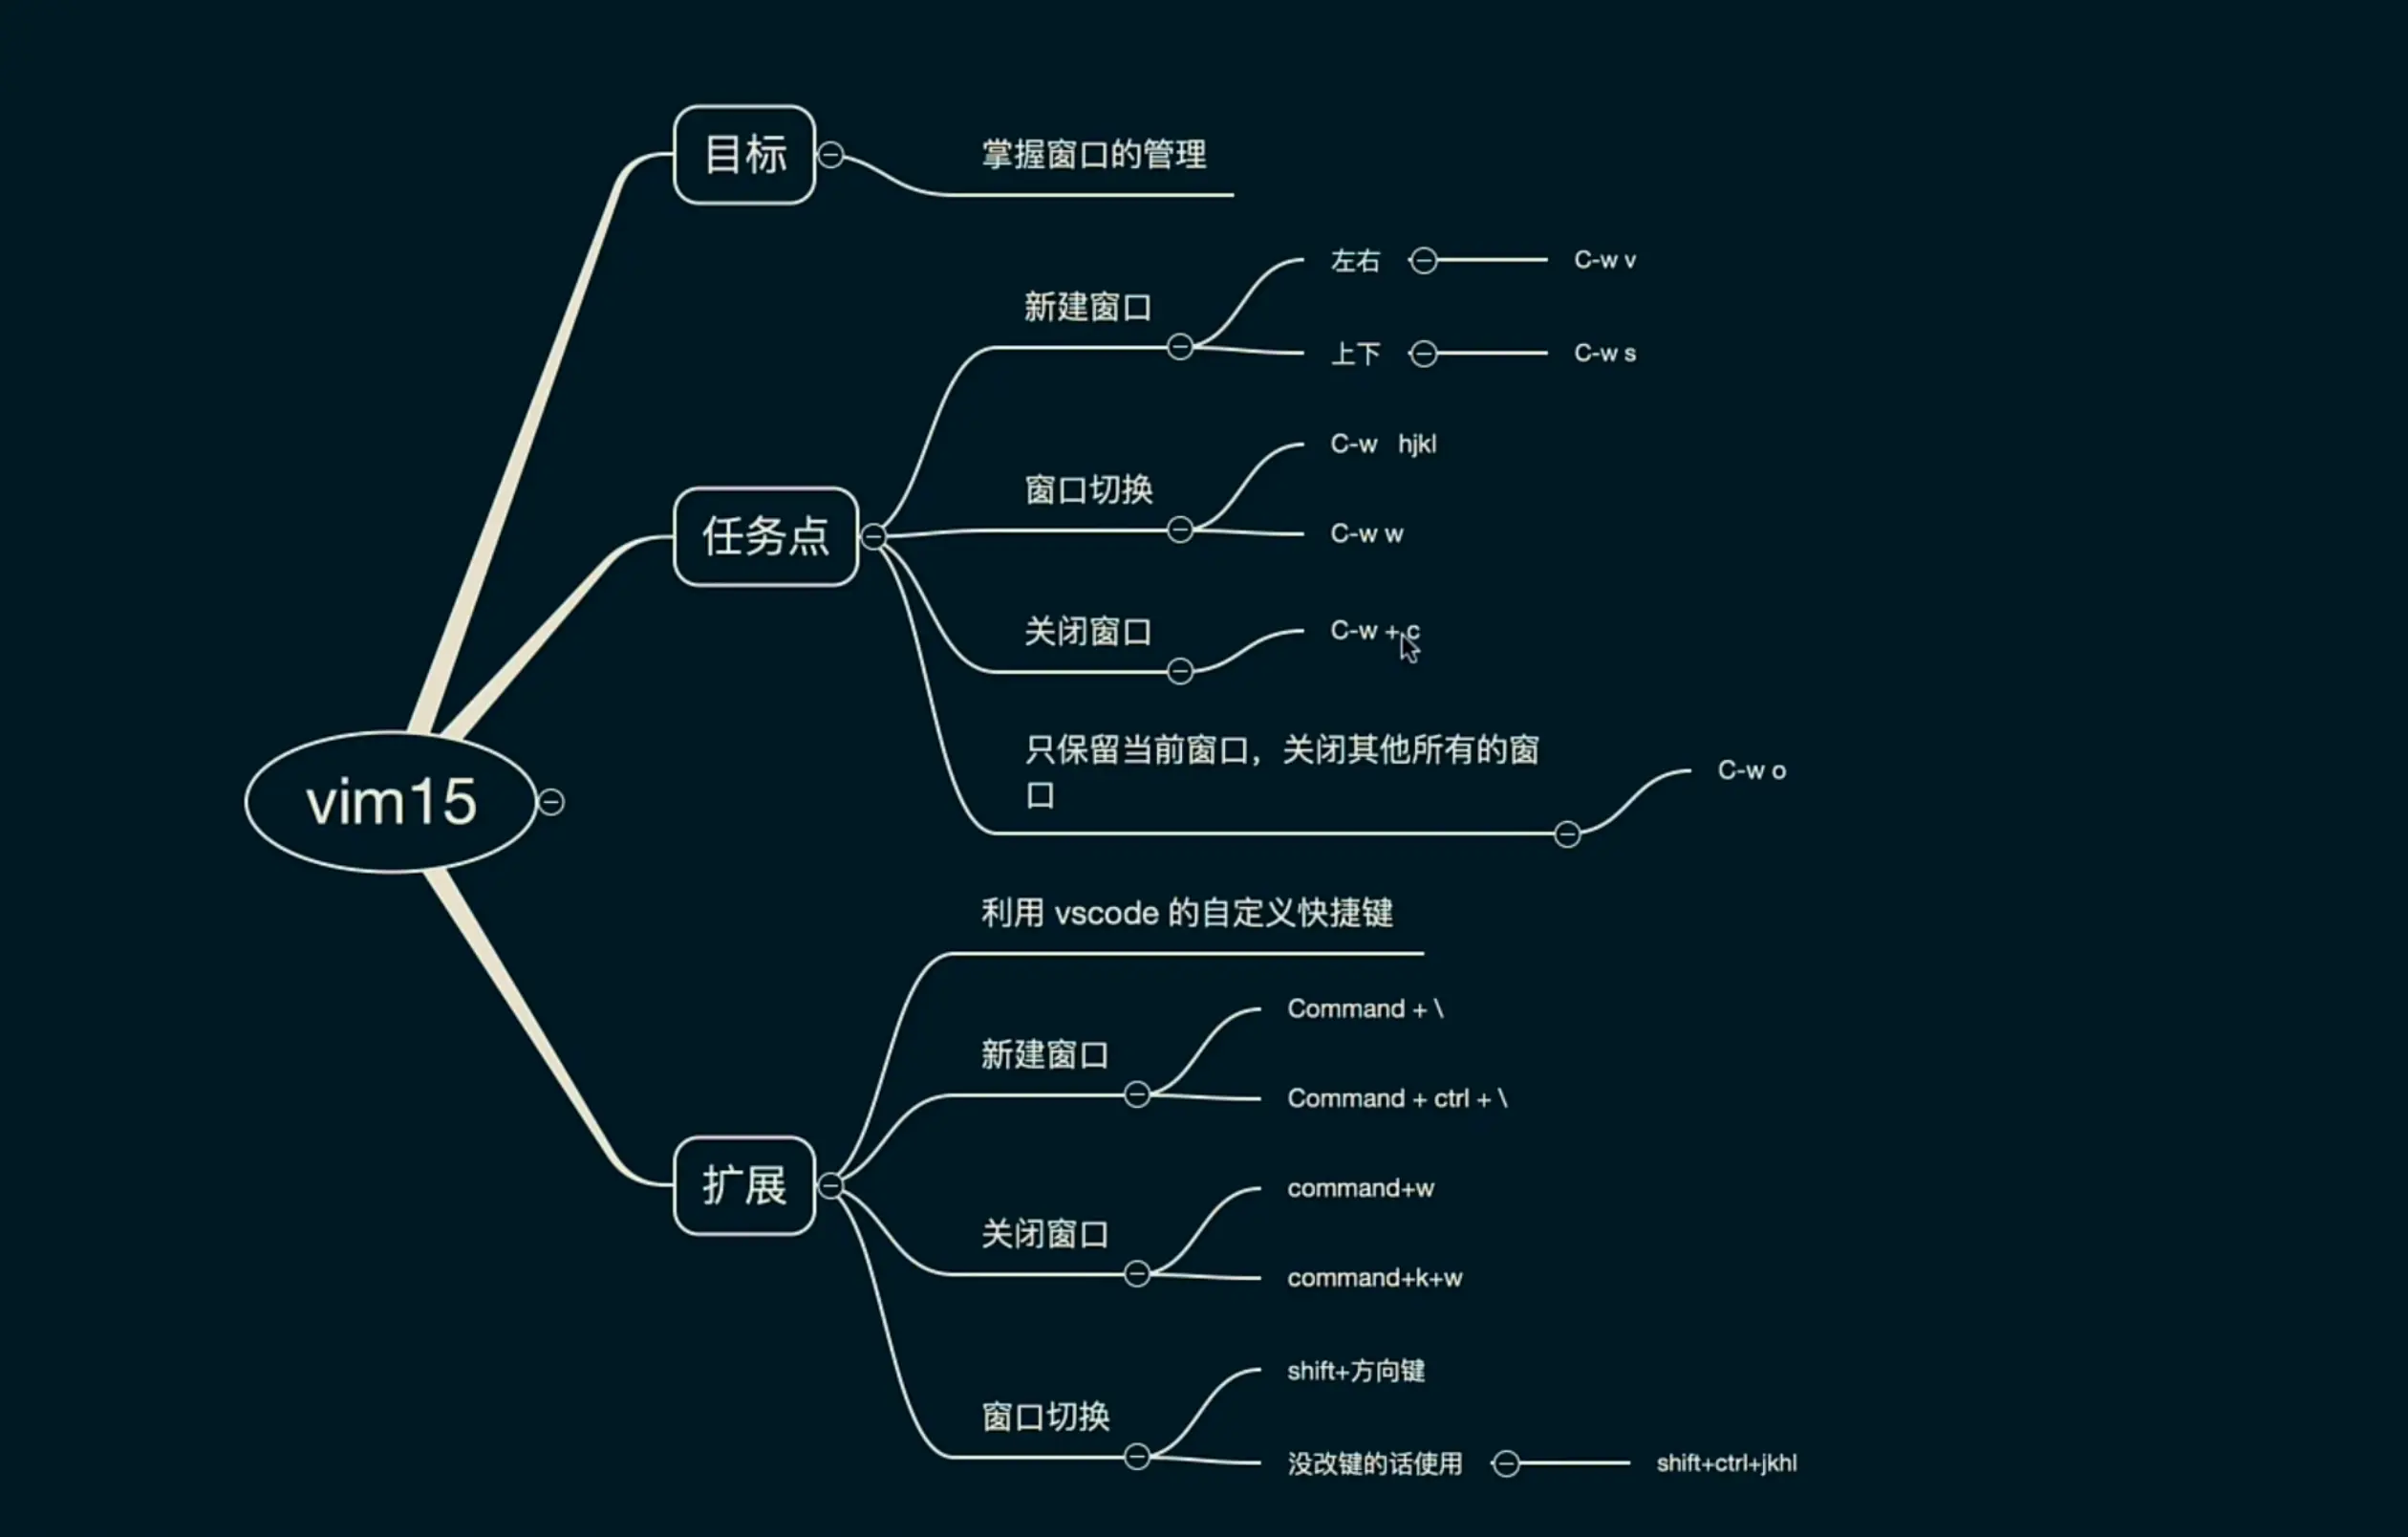 目标
掌握窗口的管理
左右
C-w v
新建窗口
上下
C-w s
C-w hjkl
窗口切换
任务点
C-w w
关闭窗口
C-w + c
只保留当前窗口，关闭其他所有的窗
口
C-w o
vim15
利用 vscode 的自定义快捷键
Command + \
新建窗口
Command + ctrl + \
扩展
command+w
关闭窗口
command+k+w
shift+方向键
窗口切换
没改键的话使用
shift+ctrl+jkhl